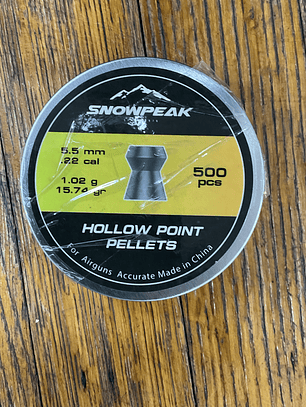 SNOWPEAK
5.5 mm
.22 cal
1.02 g
15.74 gr
500
pcs
HOLLOW POINT
PELLETS
For Airguns Accurate Made in China